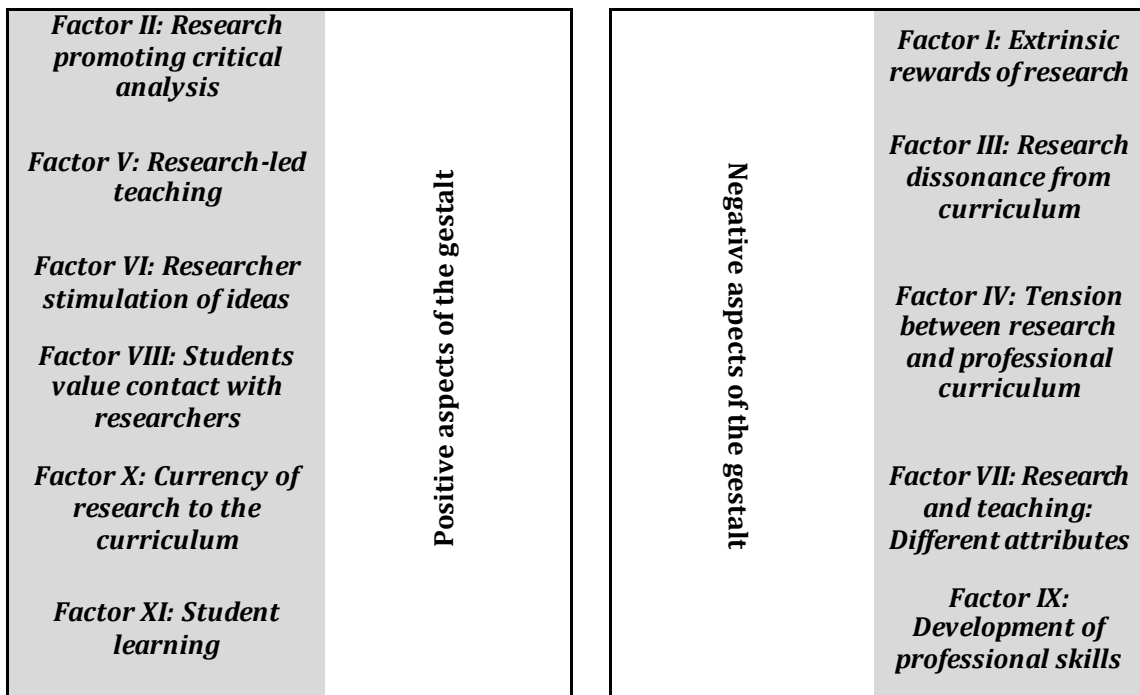 Factor II: Research
promoting critical
analysis
Factor V: Research-led
teaching
Factor VI: Researcher
stimulation of ideas
Factor VIII: Students
value contact with
researchers
Factor X: Currency of
research to the
curriculum
Factor XI: Student
learning
Positive aspects of the gestalt
Negative aspects of the gestalt
Factor I: Extrinsic
rewards of research
Factor III: Research
dissonance from
curriculum
Factor IV: Tension
between research
and professional
curriculum
Factor VII: Research
and teaching:
Different attributes
Factor IX:
Development of
professional skills